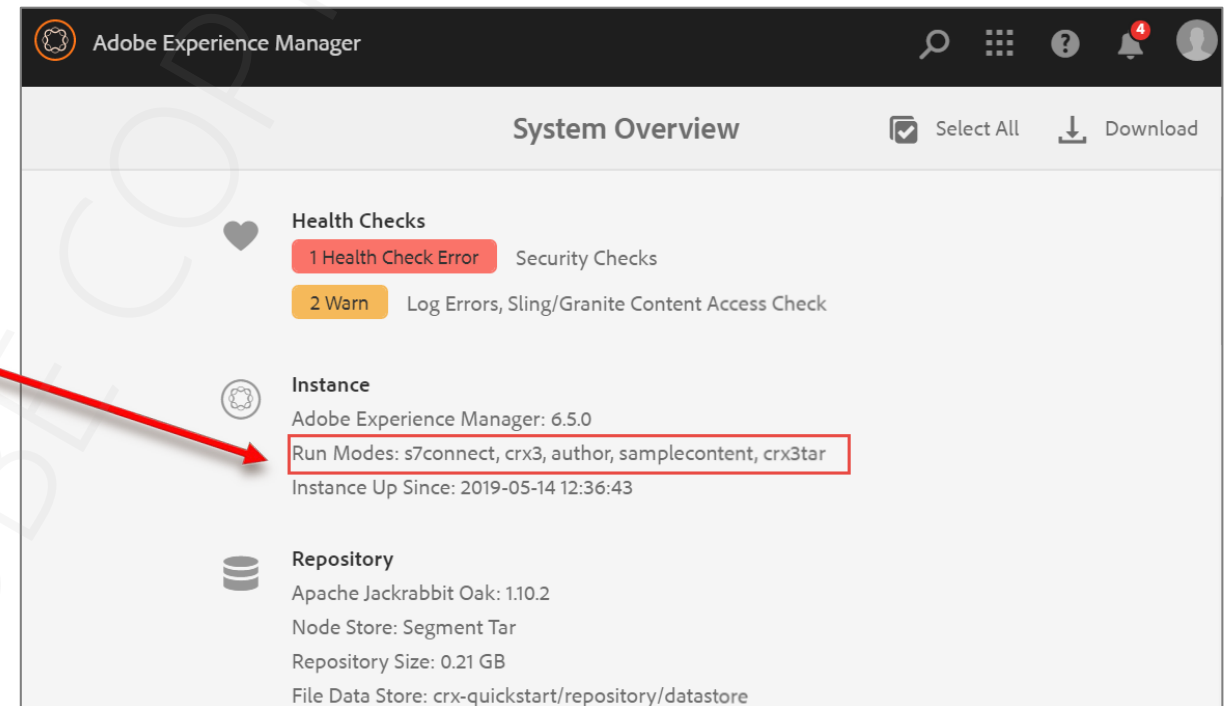 Adobe Experience Manager
4
System Overview
Select All
Download
Health Checks
1 Health Check Error Security Checks
2 Warn Log Errors, Sling/Granite Content Access Check
Instance
Adobe Experience Manager: 6.5.0
Run Modes: s7connect, crx3, author, samplecontent, crx3tar
Instance Up Since: 2019-05-14 12:36:43
Repository
Apache Jackrabbit Oak: 1.10.2
Node Store: Segment Tar
Repository Size: 0.21 GB
File Data Store: crx-quickstart/repository/datastore
BE COP